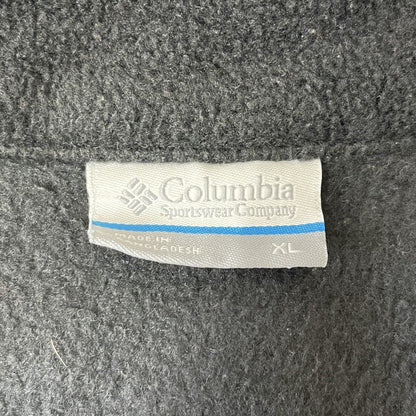 Columbia
Sportswear Company
MADE IN
BANGLADESH
XL